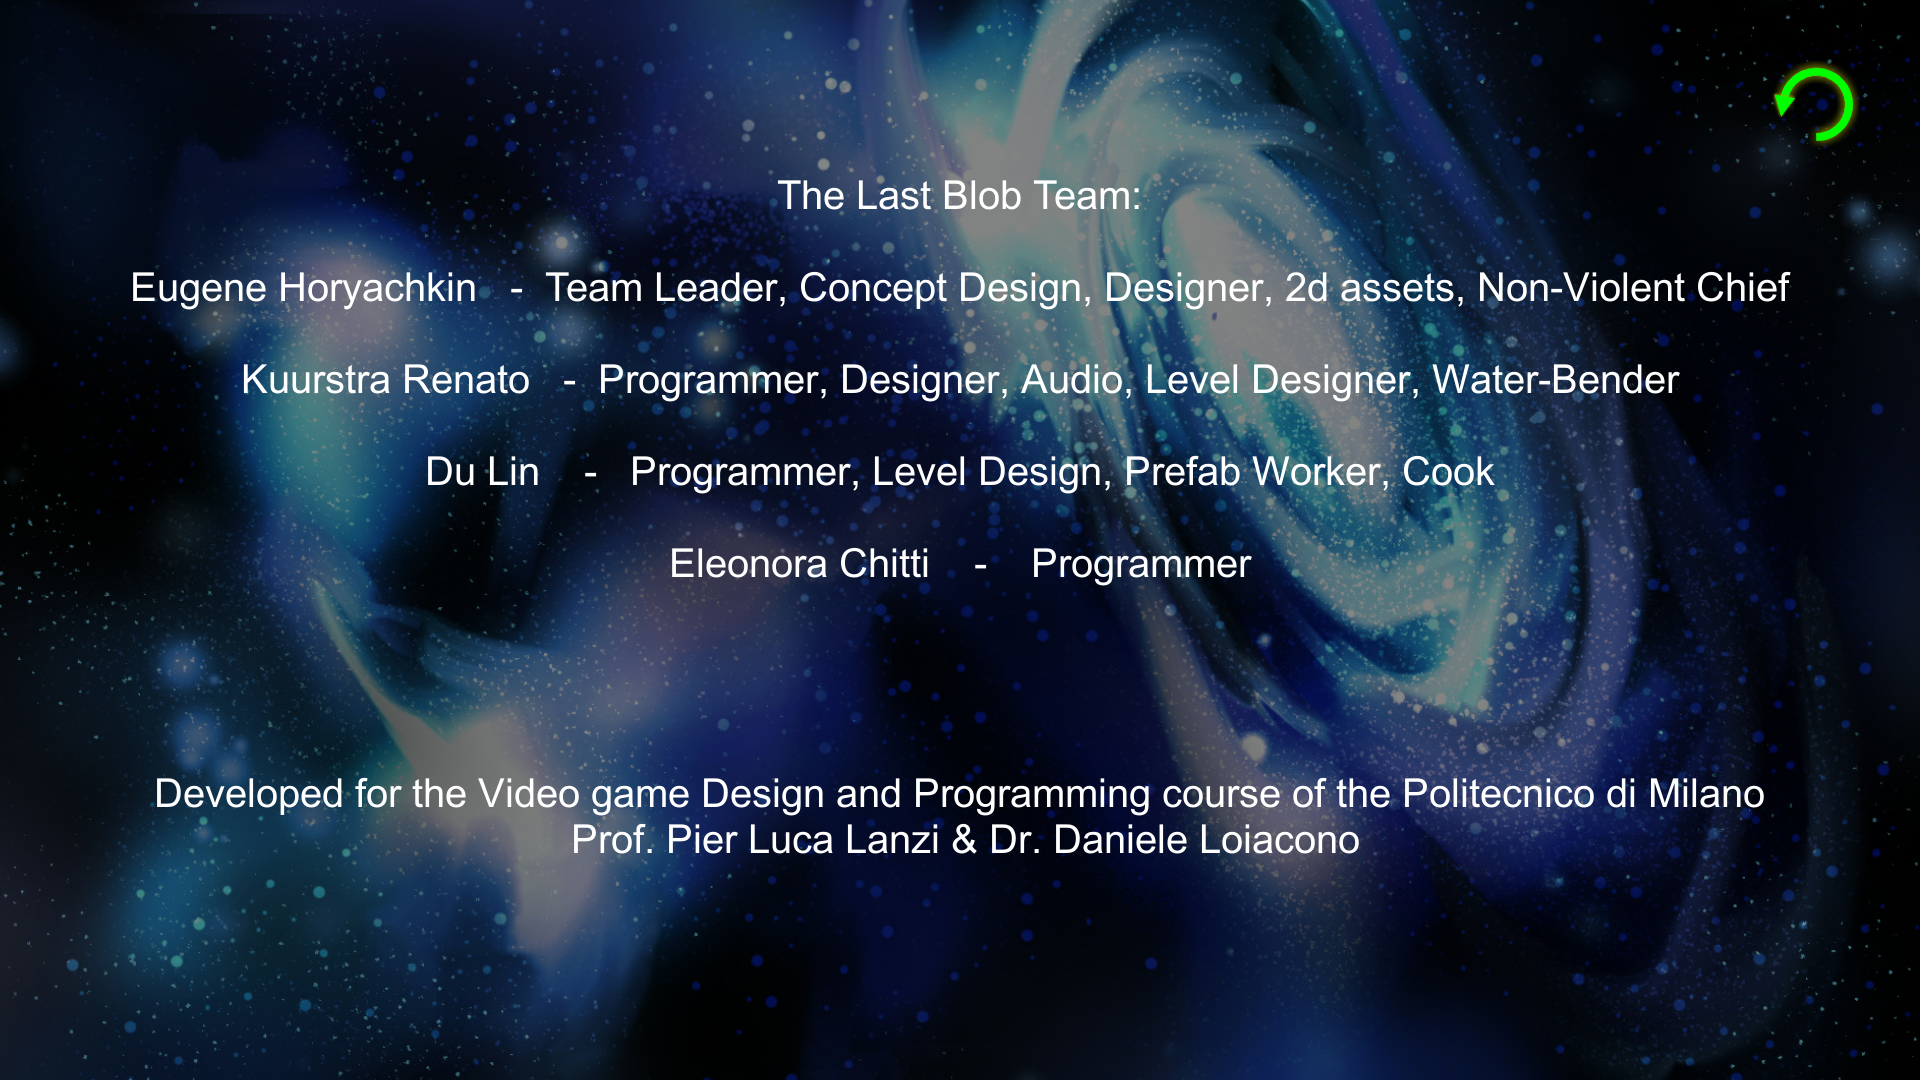 The Last Blob Team:
Eugene Horyachkin - Team Leader, Concept Design, Designer, 2d assets, Non-Violent Chief
Kuurstra Renato - Programmer, Designer, Audio, Level Designer, Water-Bender
Du Lin - Programmer, Level Design, Prefab Worker, Cook
Eleonora Chitti - Programmer
Developed for the Video game Design and Programming course of the Politecnico di Milano
Prof. Pier Luca Lanzi & Dr. Daniele Loiacono